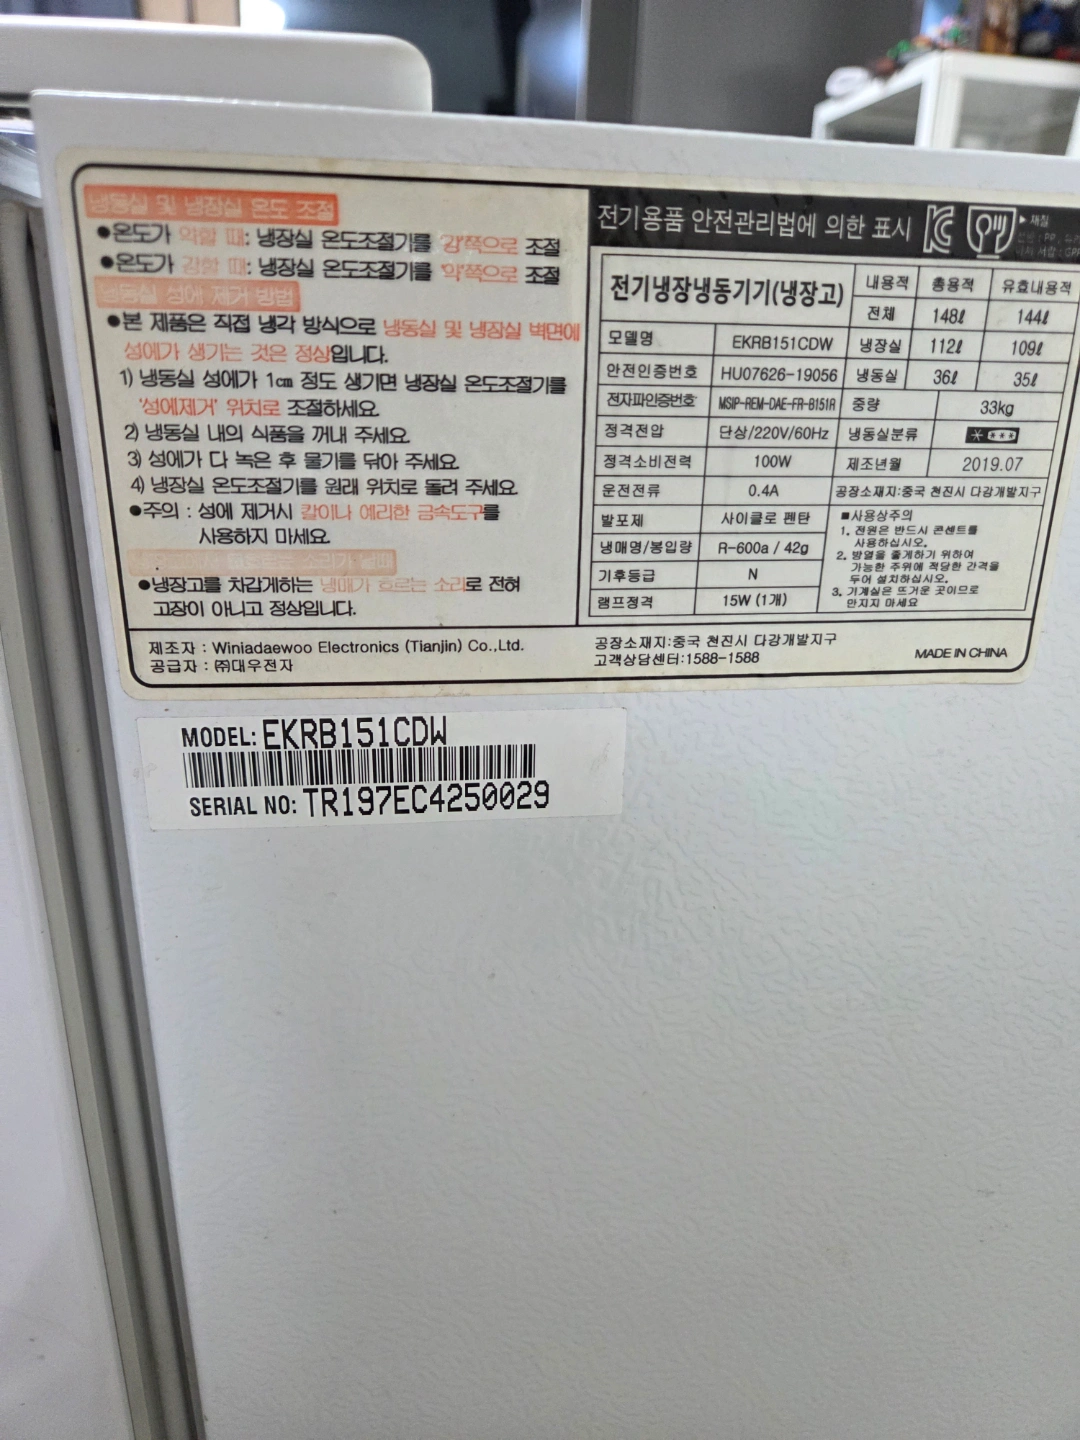 냉동실 및 냉장실 온도 조절
●온도가 약할 때: 냉장실 온도조절기를 '강'쪽으로 조절
●온도가 강할 때: 냉장실 온도조절기를 '약'쪽으로 조절
냉동실 성에 제거 방법
●본 제품은 직접 냉각 방식으로 냉동실 및 냉장실 벽면에
성에가 생기는 것은 정상입니다.
1) 냉동실 성에가 1cm 정도 생기면 냉장실 온도조절기를
'성에제거' 위치로 조절하세요.
2) 냉동실 내의 식품을 꺼내 주세요.
3) 성에가 다 녹은 후 물기를 닦아 주세요.
4) 냉장실 온도조절기를 원래 위치로 돌려 주세요.
●주의 : 성에 제거시 칼이나 예리한 금속도구를
사용하지 마세요.
흐르는 소리가 날때
●냉장고를 차갑게하는 냉매가 흐르는 소리로 전혀
고장이 아니고 정상입니다.
전기용품 안전관리법에 의한 표시
▶재질
전기냉장냉동기기(냉장고) 내용적 총용적 유효내용적
전체 148ℓ 144ℓ
모델명 EKRB151CDW 냉장실 112ℓ 109ℓ
안전인증번호 HU07626-19056 냉동실 36ℓ 35ℓ
전자파인증번호 MSIP-REM-DAE-FR-B151R 중량 33kg
정격전압 단상/220V/60Hz 냉동실분류 * ***
정격소비전력 100W 제조년월 2019.07
운전전류 0.4A 공장소재지:중국 천진시 다강개발지구
발포제 사이클로 펜탄
냉매명/봉입량 R-600a / 42g
기후등급 N
램프정격 15W (1개)
■사용상주의
1. 전원은 반드시 콘센트를
사용하십시오.
2. 방열을 좋게하기 위하여
가능한 주위에 적당한 간격을
두어 설치하십시오.
3. 기계실은 뜨거운 곳이므로
만지지 마세요
제조자 : Winiadaewoo Electronics (Tianjin) Co.,Ltd.
공급자 : ㈜대우전자
공장소재지:중국 천진시 다강개발지구
고객상담센터:1588-1588
MADE IN CHINA
MODEL: EKRB151CDW
SERIAL NO: TR197EC4250029